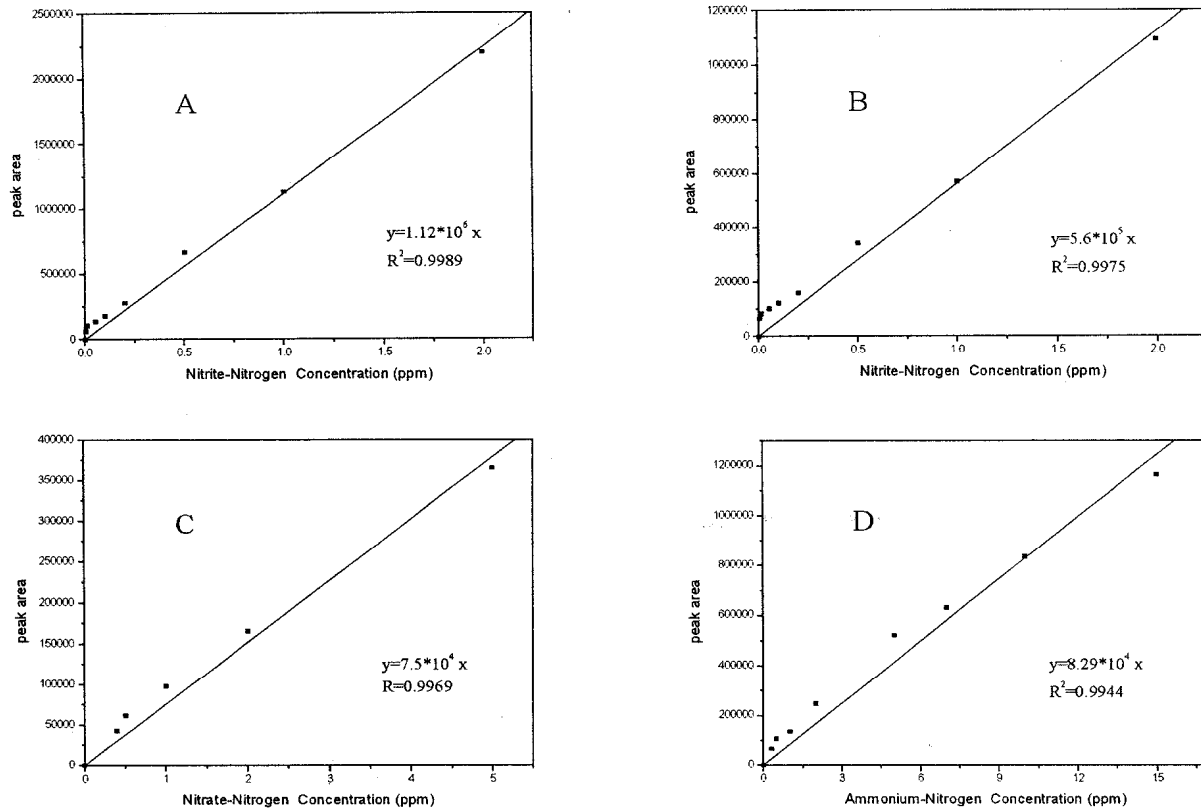 2500000
2000000
1500000
1000000
500000
0
peak area
A
y=1.12*10^6 x
R^2=0.9989
0.0 0.5 1.0 1.5 2.0
Nitrite-Nitrogen Concentration (ppm)
1200000
1000000
800000
600000
400000
200000
0
peak area
B
y=5.6*10^5 x
R^2=0.9975
0.0 0.5 1.0 1.5 2.0
Nitrite-Nitrogen Concentration (ppm)
400000
350000
300000
250000
200000
150000
100000
50000
0
peak area
C
y=7.5*10^4 x
R=0.9969
0 1 2 3 4 5
Nitrate-Nitrogen Concentration (ppm)
1200000
1000000
800000
600000
400000
200000
0
peak area
D
y=8.29*10^4 x
R^2=0.9944
0 3 6 9 12 15
Ammonium-Nitrogen Concentration (ppm)